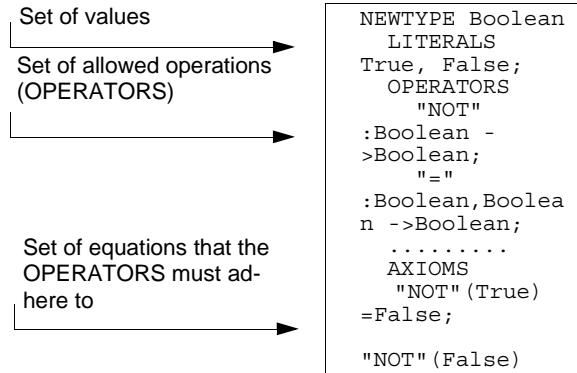 Set of values
Set of allowed operations
(OPERATORS)
Set of equations that the
OPERATORS must ad-
here to
NEWTYPE Boolean
LITERALS
True, False;
OPERATORS
"NOT"
:Boolean -
>Boolean;
"="
:Boolean,Boolea
n ->Boolean;
.........
AXIOMS
"NOT"(True)
=False;
"NOT"(False)